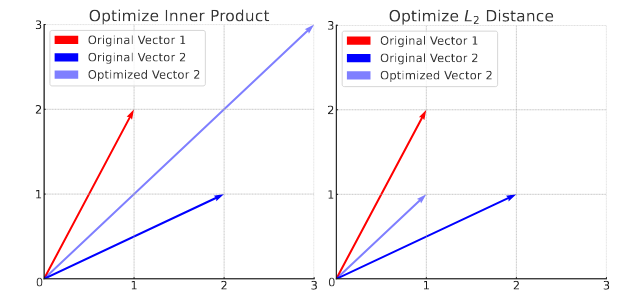 Optimize Inner Product
3
Original Vector 1
Original Vector 2
Optimized Vector 2
2
1
0
1
2
3
Optimize L₂ Distance
3
Original Vector 1
Original Vector 2
Optimized Vector 2
2
1
0
1
2
3